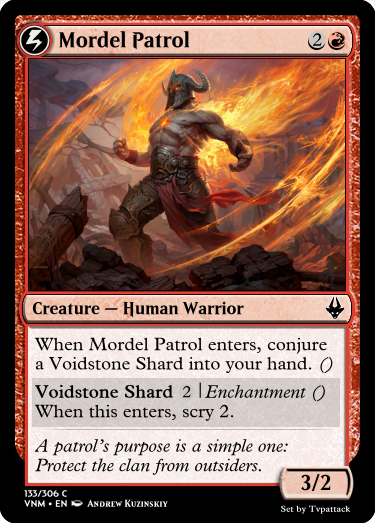 Mordel Patrol 2
Creature — Human Warrior
When Mordel Patrol enters, conjure
a Voidstone Shard into your hand. ()
Voidstone Shard 2 | Enchantment ()
When this enters, scry 2.
A patrol's purpose is a simple one:
Protect the clan from outsiders.
3/2
133/306 C
VNM • EN Andrew Kuzinskiy
Set by Tvpattack